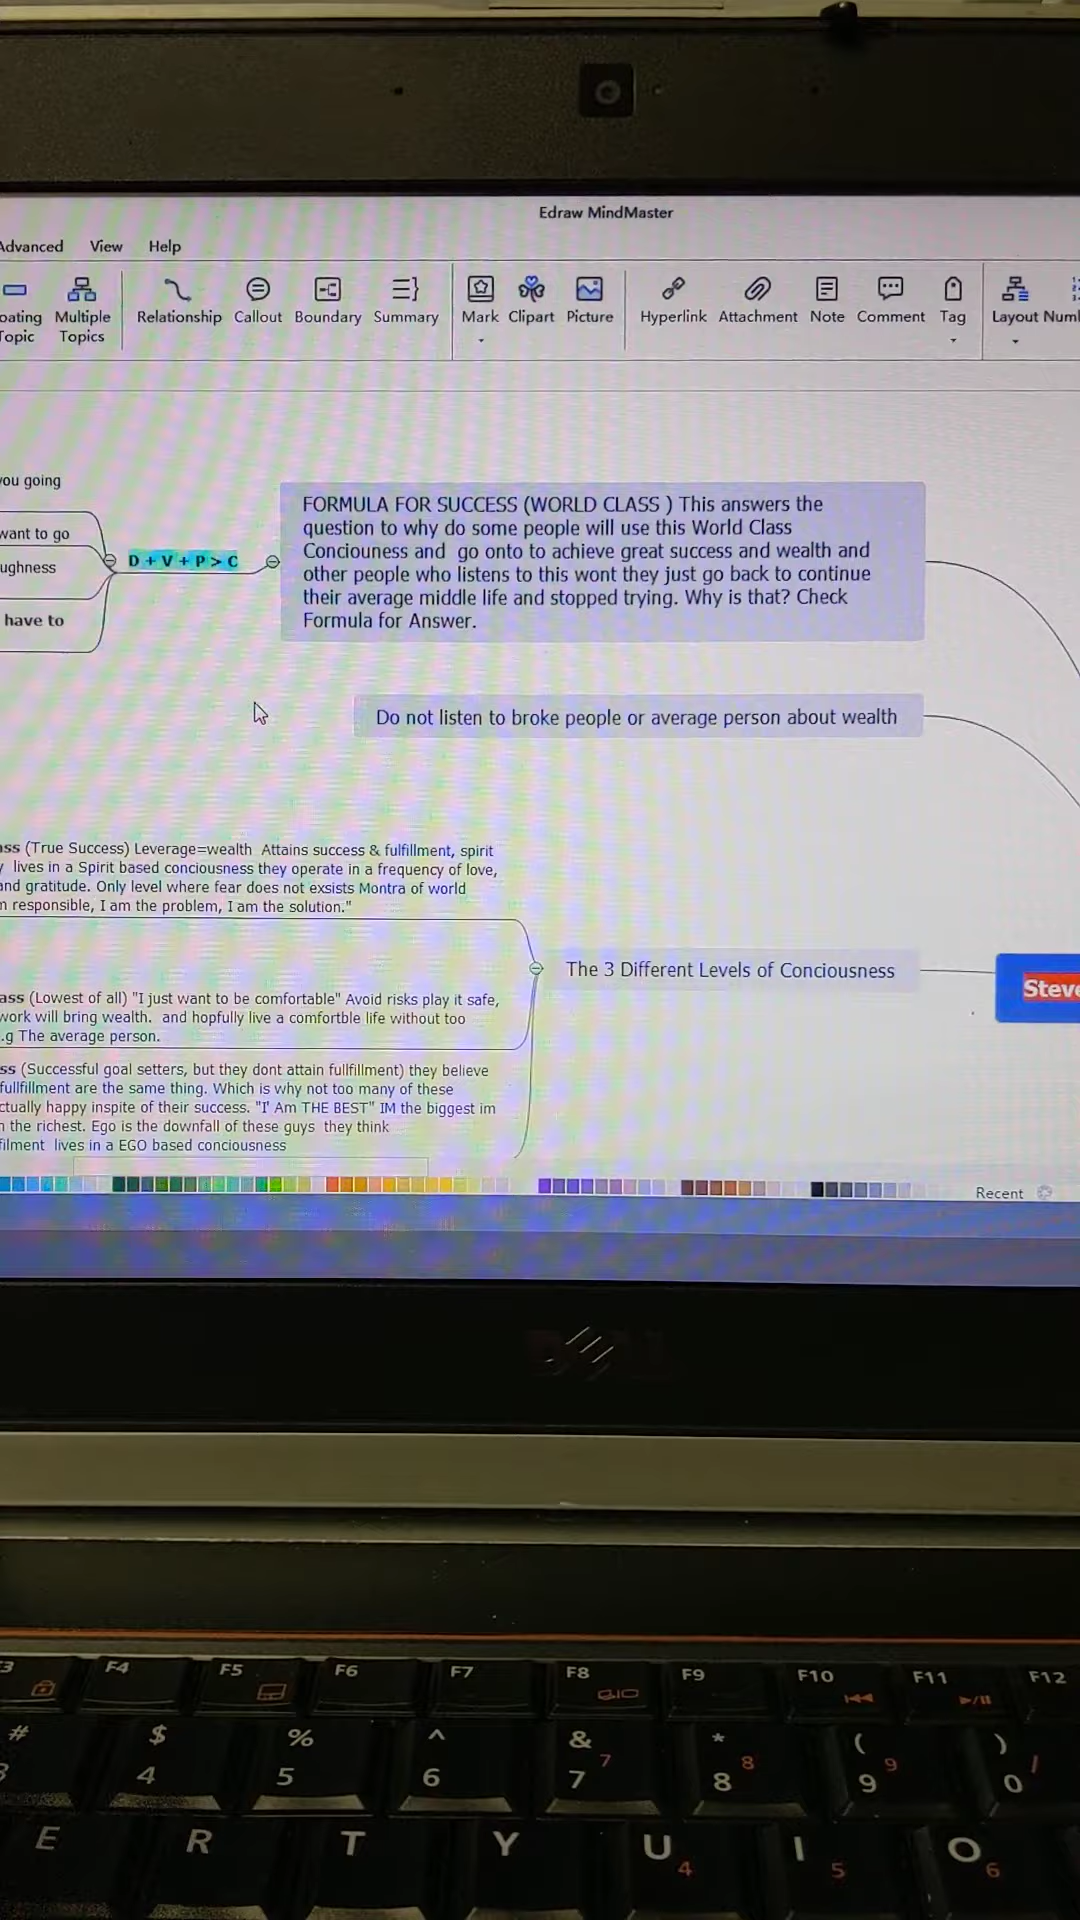 Edraw MindMaster
Advanced View Help
Topic
Multiple
Topics
Relationship
Callout
Boundary
Summary
Mark
Clipart
Picture
Hyperlink
Attachment
Note
Comment
Tag
Layout
you going
want to go
have to
D + V + P > C
FORMULA FOR SUCCESS (WORLD CLASS ) This answers the
question to why do some people will use this World Class
Conciouness and go onto to achieve great success and wealth and
other people who listens to this wont they just go back to continue
their average middle life and stopped trying. Why is that? Check
Formula for Answer.
Do not listen to broke people or average person about wealth
(True Success) Leverage=wealth Attains success & fulfillment, spirit
lives in a Spirit based conciousness they operate in a frequency of love,
and gratitude. Only level where fear does not exsists Montra of world
responsible, I am the problem, I am the solution."
The 3 Different Levels of Conciousness
Steve
(Lowest of all) "I just want to be comfortable" Avoid risks play it safe,
work will bring wealth. and hopefully live a comfortble life without too
.g The average person.
(Successful goal setters, but they dont attain fullfillment) they believe
fullfillment are the same thing. Which is why not too many of these
ctually happy inspite of their success. "I' Am THE BEST" IM the biggest im
the richest. Ego is the downfall of these guys they think
filment lives in a EGO based conciousness
Recent
DELL
F4 F5 F6 F7 F8 F9 F10 F11 F12
# $ % ^ & * ( )
3 4 5 6 7 7 8 8 9 9 0 /
E R T Y U 4 I 5 O 6